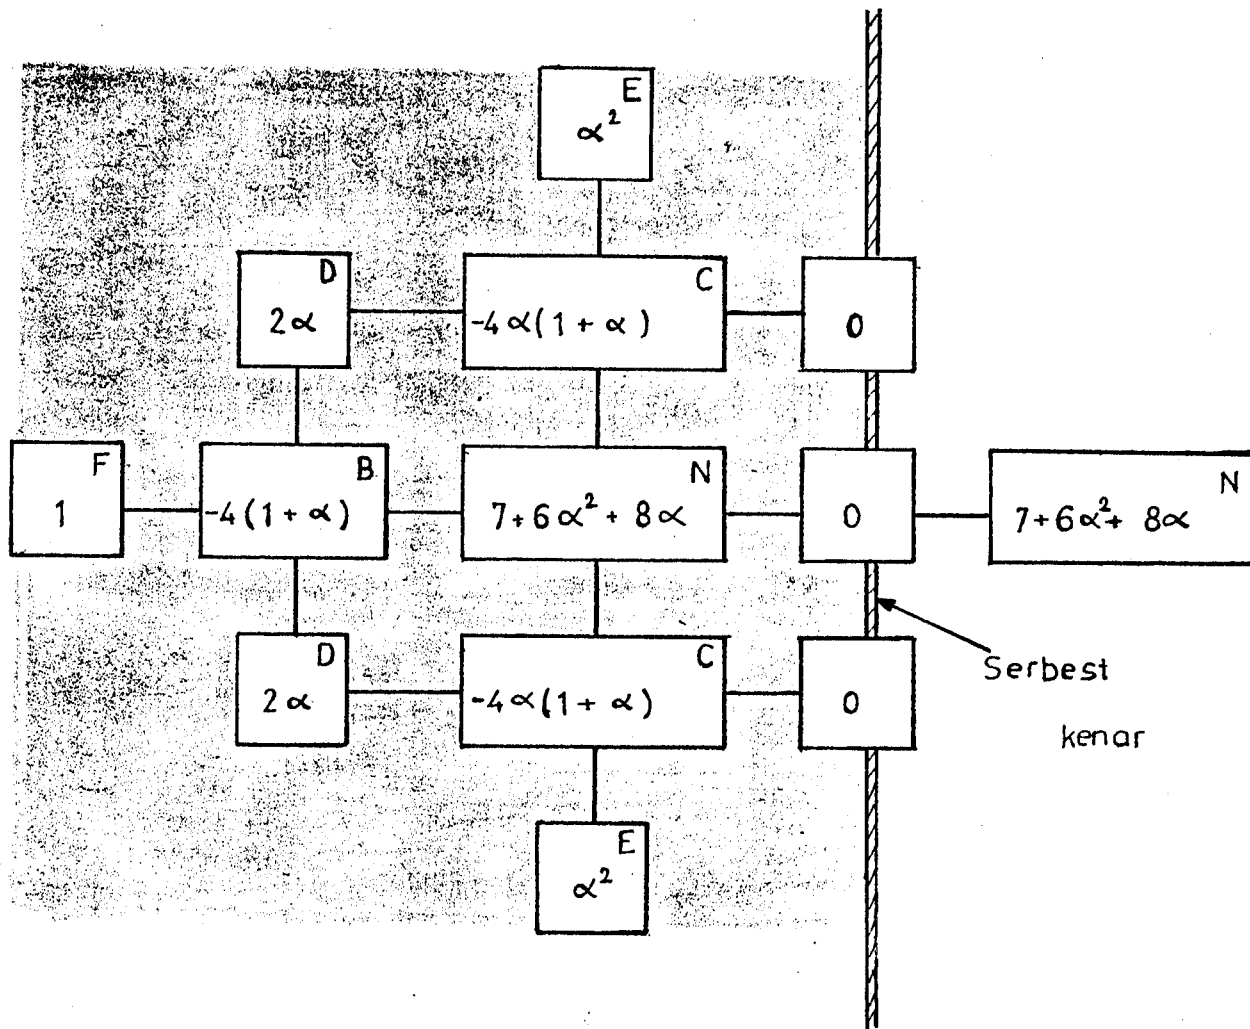 E
α²
D
2α
C
-4α(1 + α)
0
F
1
B
-4(1 + α)
N
7+6α² + 8α
0
N
7+6α²+ 8α
D
2α
C
-4α(1 + α)
0
Serbest
kenar
E
α²